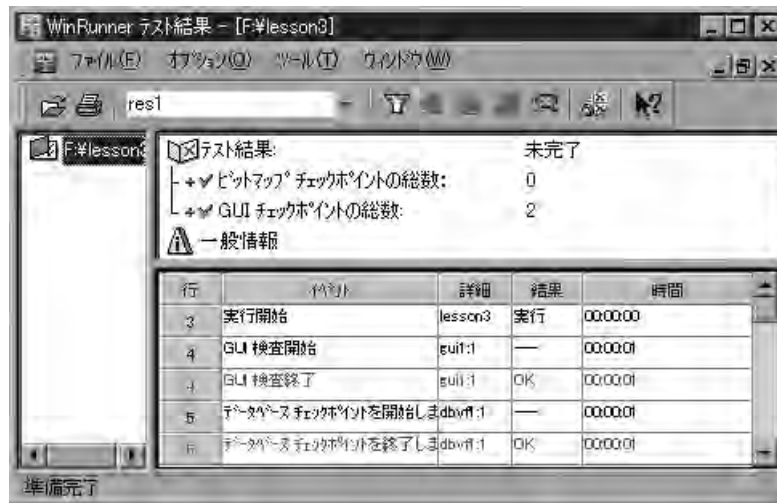 WinRunner テスト結果 - [F:¥lesson3]
ファイル(F) オプション(O) ツール(T) ウィンドウ(W)
res1
F:¥lesson3
テスト結果: 未完了
ビットマップ チェックポイントの総数: 0
GUI チェックポイントの総数: 2
一般情報
行 イベント 詳細 結果 時間
3 実行開始 lesson3 実行 00:00:00
4 GUI 検査開始 gui1:1 ── 00:00:01
4 GUI 検査終了 gui1:1 OK 00:00:01
5 データベース チェックポイントを開始しま dbvf1:1 ── 00:00:01
データベース チェックポイントを終了しま dbvf1:1 OK 00:00:01
準備完了